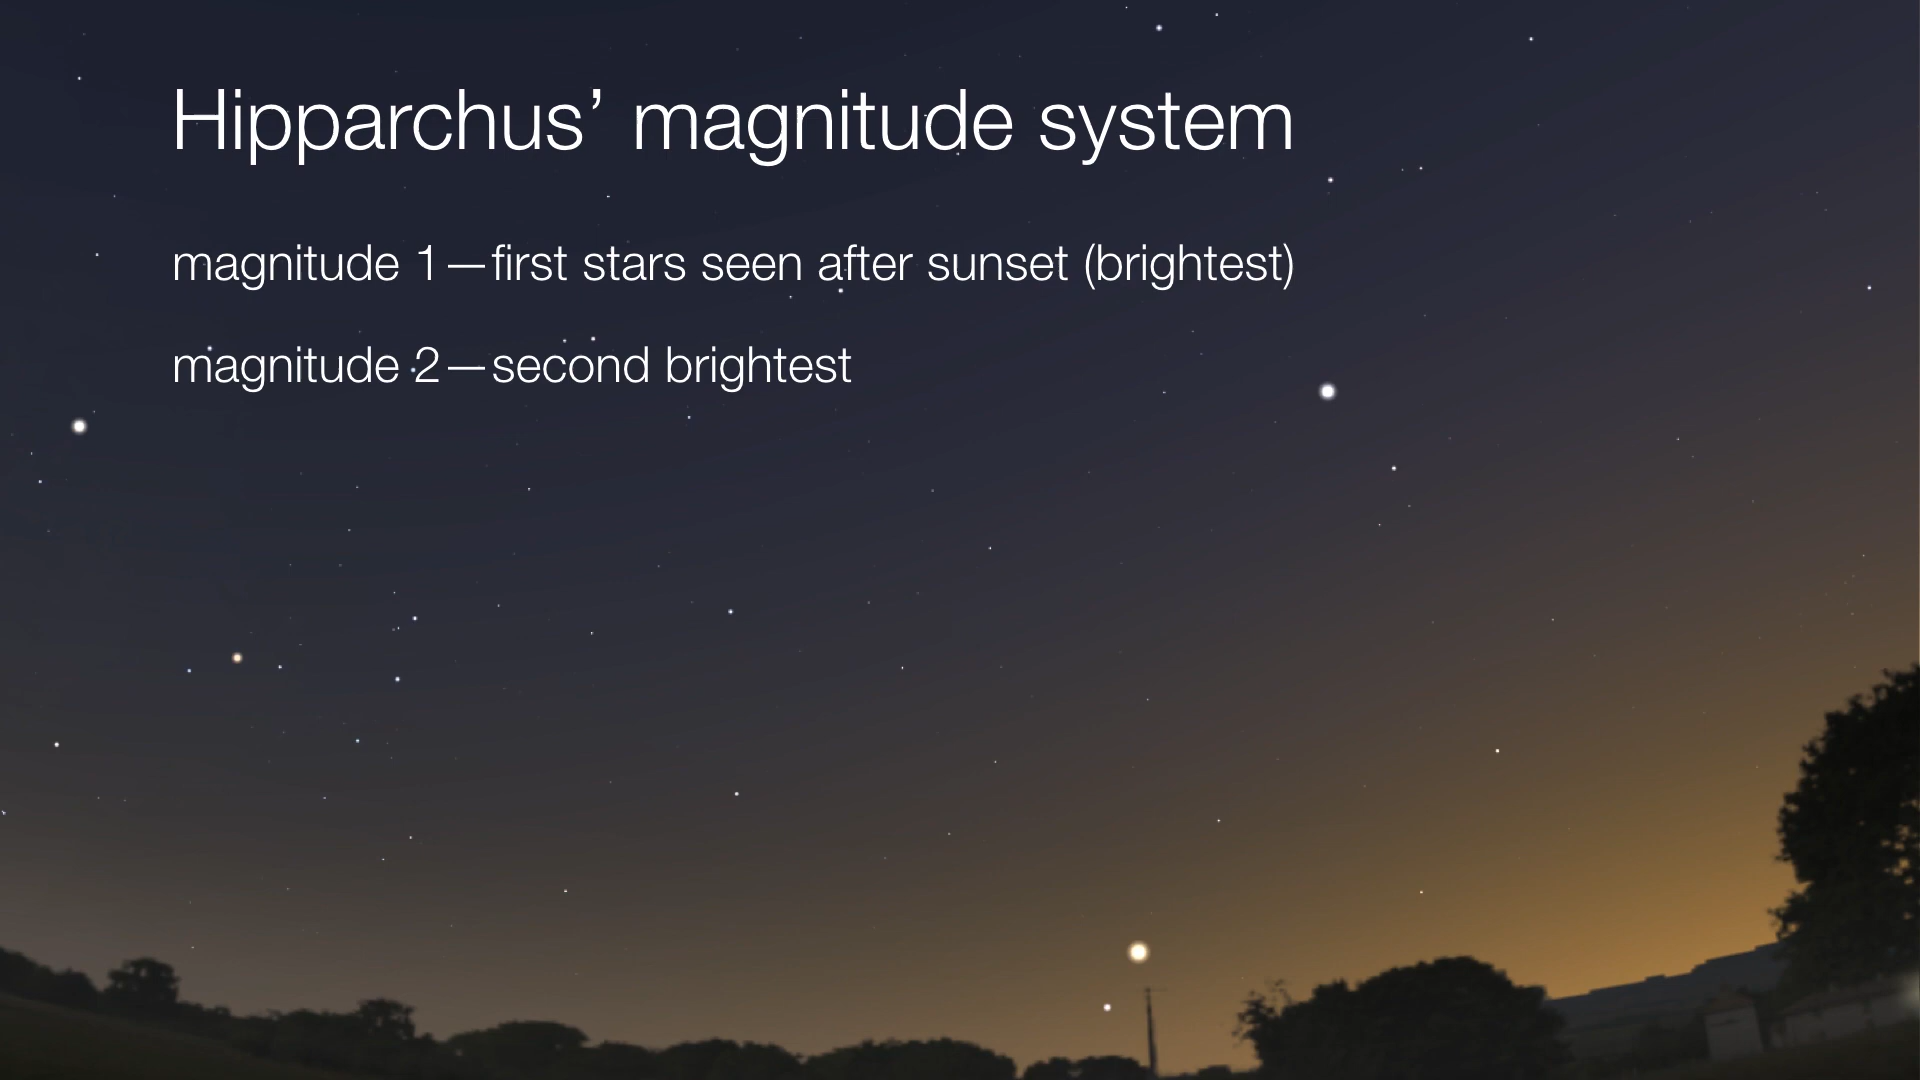 Hipparchus’ magnitude system
magnitude 1—first stars seen after sunset (brightest)
magnitude 2—second brightest